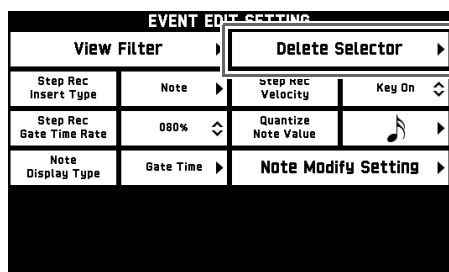 EVENT EDIT SETTING
View Filter
Delete Selector
Step Rec
Insert Type
Note
Step Rec
Velocity
Key On
Step Rec
Gate Time Rate
080%
Quantize
Note Value
Note
Display Type
Gate Time
Note Modify Setting